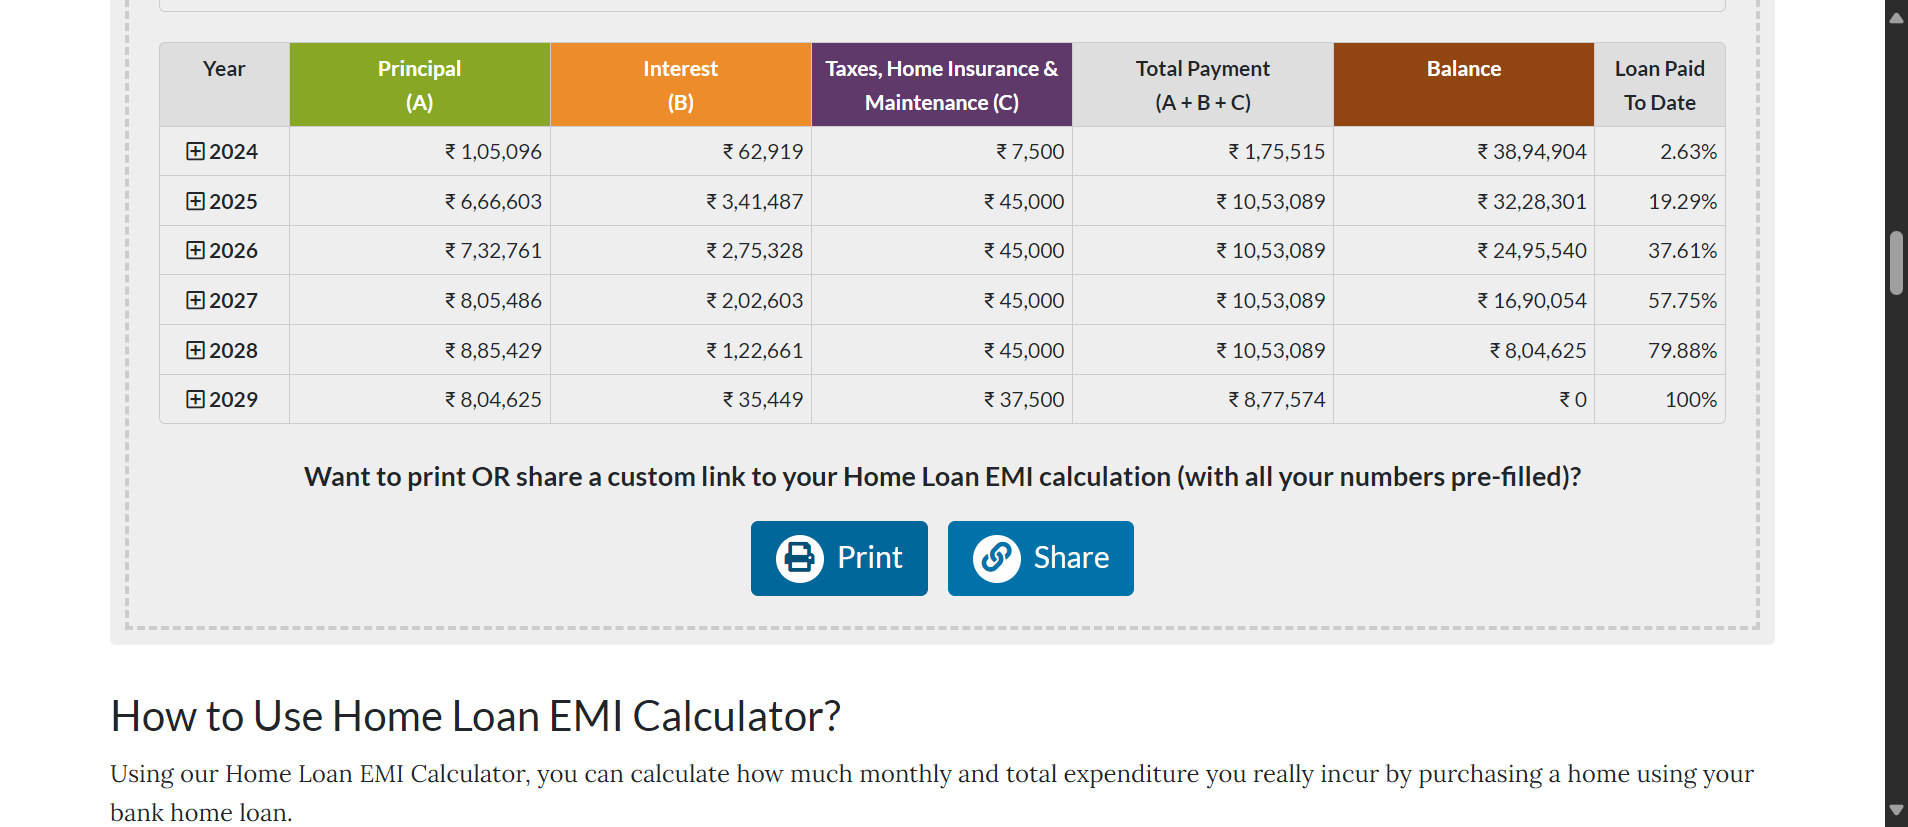 Year Principal (A) Interest (B) Taxes, Home Insurance & Maintenance (C) Total Payment (A + B + C) Balance Loan Paid To Date
2024 ₹ 1,05,096 ₹ 62,919 ₹ 7,500 ₹ 1,75,515 ₹ 38,94,904 2.63%
2025 ₹ 6,66,603 ₹ 3,41,487 ₹ 45,000 ₹ 10,53,089 ₹ 32,28,301 19.29%
2026 ₹ 7,32,761 ₹ 2,75,328 ₹ 45,000 ₹ 10,53,089 ₹ 24,95,540 37.61%
2027 ₹ 8,05,486 ₹ 2,02,603 ₹ 45,000 ₹ 10,53,089 ₹ 16,90,054 57.75%
2028 ₹ 8,85,429 ₹ 1,22,661 ₹ 45,000 ₹ 10,53,089 ₹ 8,04,625 79.88%
2029 ₹ 8,04,625 ₹ 35,449 ₹ 37,500 ₹ 8,77,574 ₹ 0 100%
Want to print OR share a custom link to your Home Loan EMI calculation (with all your numbers pre-filled)?
Print Share
How to Use Home Loan EMI Calculator?
Using our Home Loan EMI Calculator, you can calculate how much monthly and total expenditure you really incur by purchasing a home using your
bank home loan.